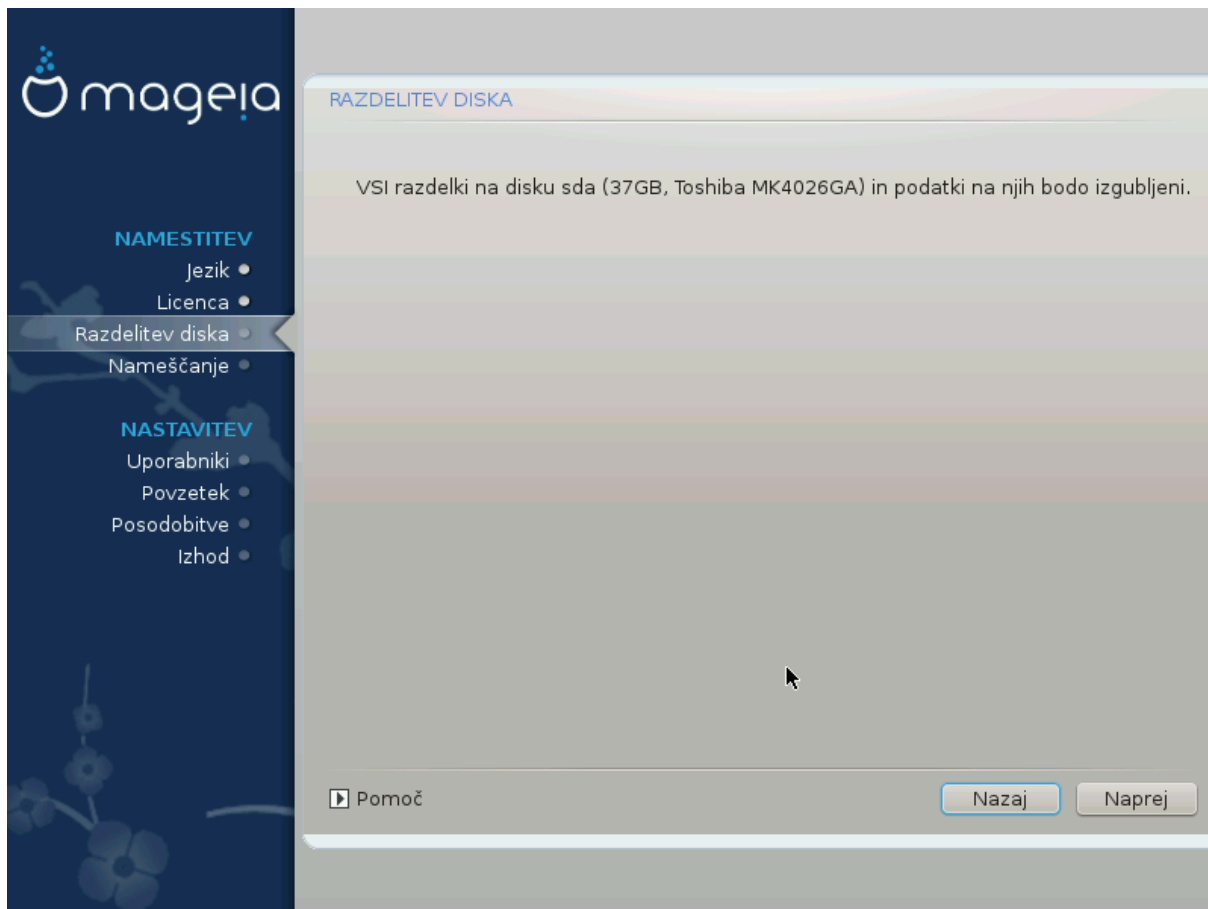 mageia
NAMESTITEV
Jezik
Licenca
Razdelitev diska
Nameščanje
NASTAVITEV
Uporabniki
Povzetek
Posodobitve
Izhod
RAZDELITEV DISKA
VSI razdelki na disku sda (37GB, Toshiba MK4026GA) in podatki na njih bodo izgubljeni.
Pomoč
Nazaj
Naprej